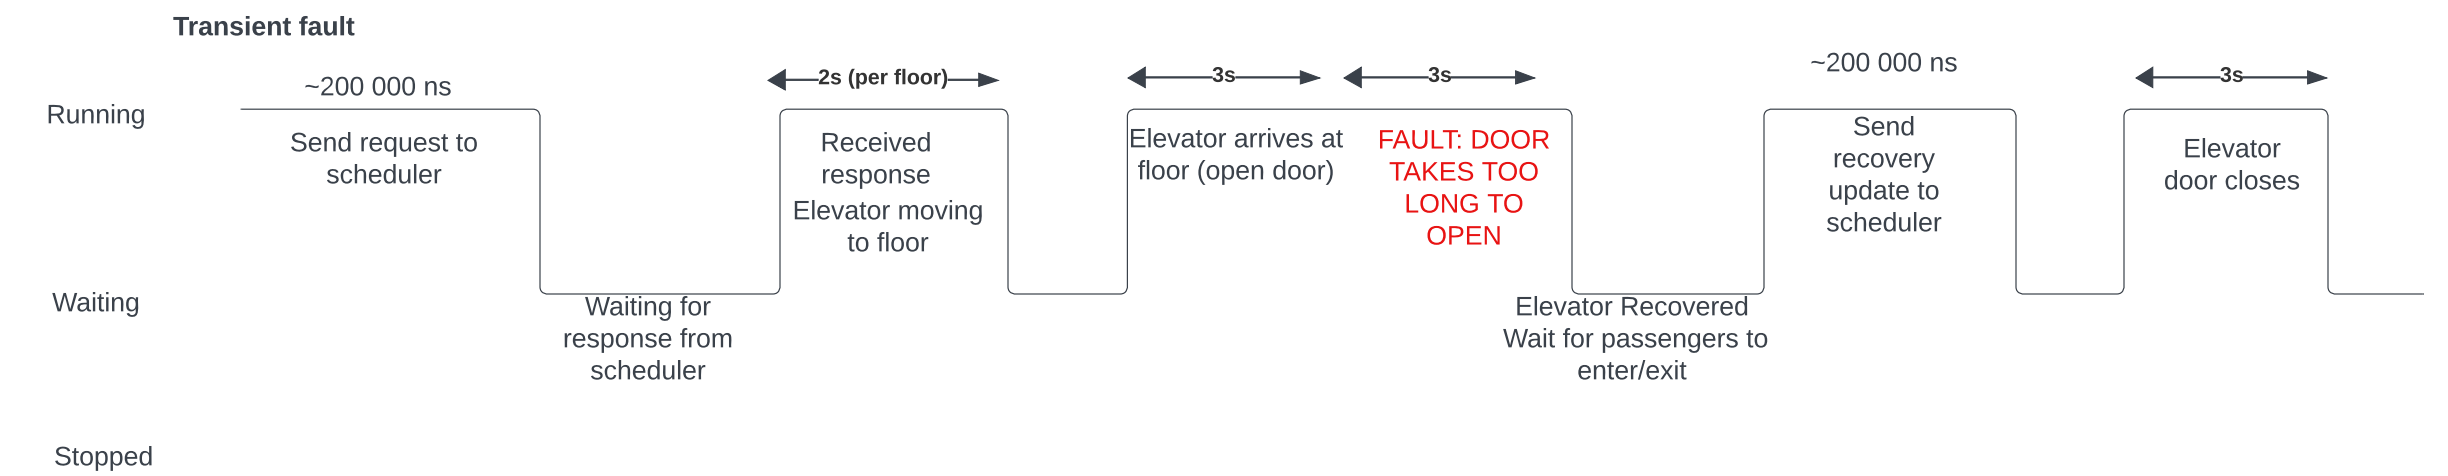 Transient fault
Running
~200 000 ns
Send request to
scheduler
Waiting for
response from
scheduler
2s (per floor)
Received
response
Elevator moving
to floor
3s
Elevator arrives at
floor (open door)
3s
FAULT: DOOR
TAKES TOO
LONG TO
OPEN
Elevator Recovered
Wait for passengers to
enter/exit
~200 000 ns
Send
recovery
update to
scheduler
3s
Elevator
door closes
Waiting
Stopped